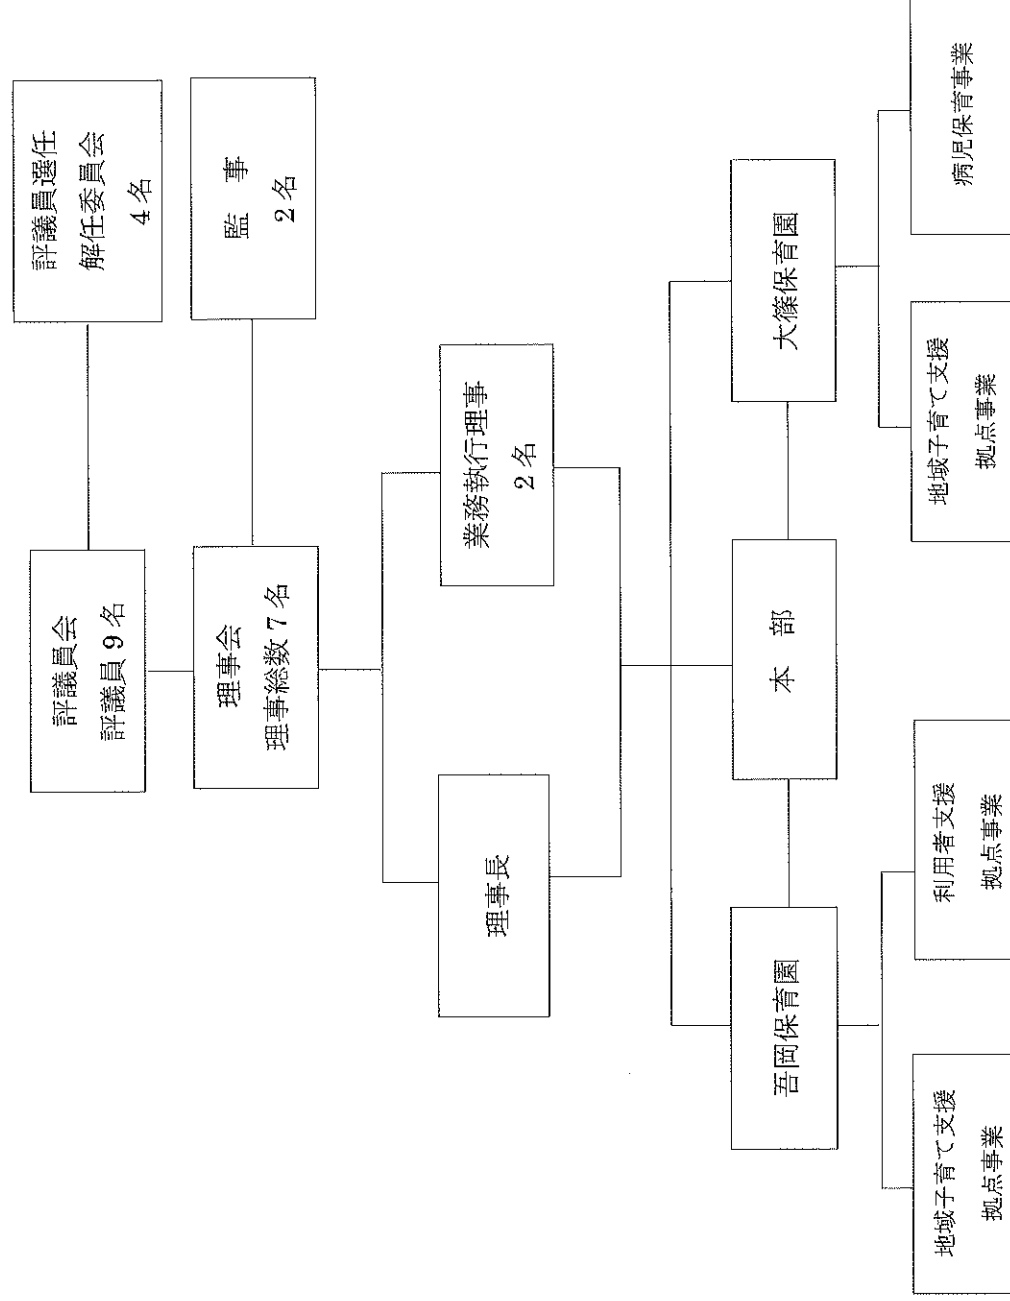 評議員会
評議員9名
評議員選任
解任委員会
4名
理事会
理事総数7名
監 事
2名
理事長
業務執行理事
2名
吾岡保育園
本 部
大篠保育園
地域子育て支援
拠点事業
利用者支援
拠点事業
地域子育て支援
拠点事業
病児保育事業